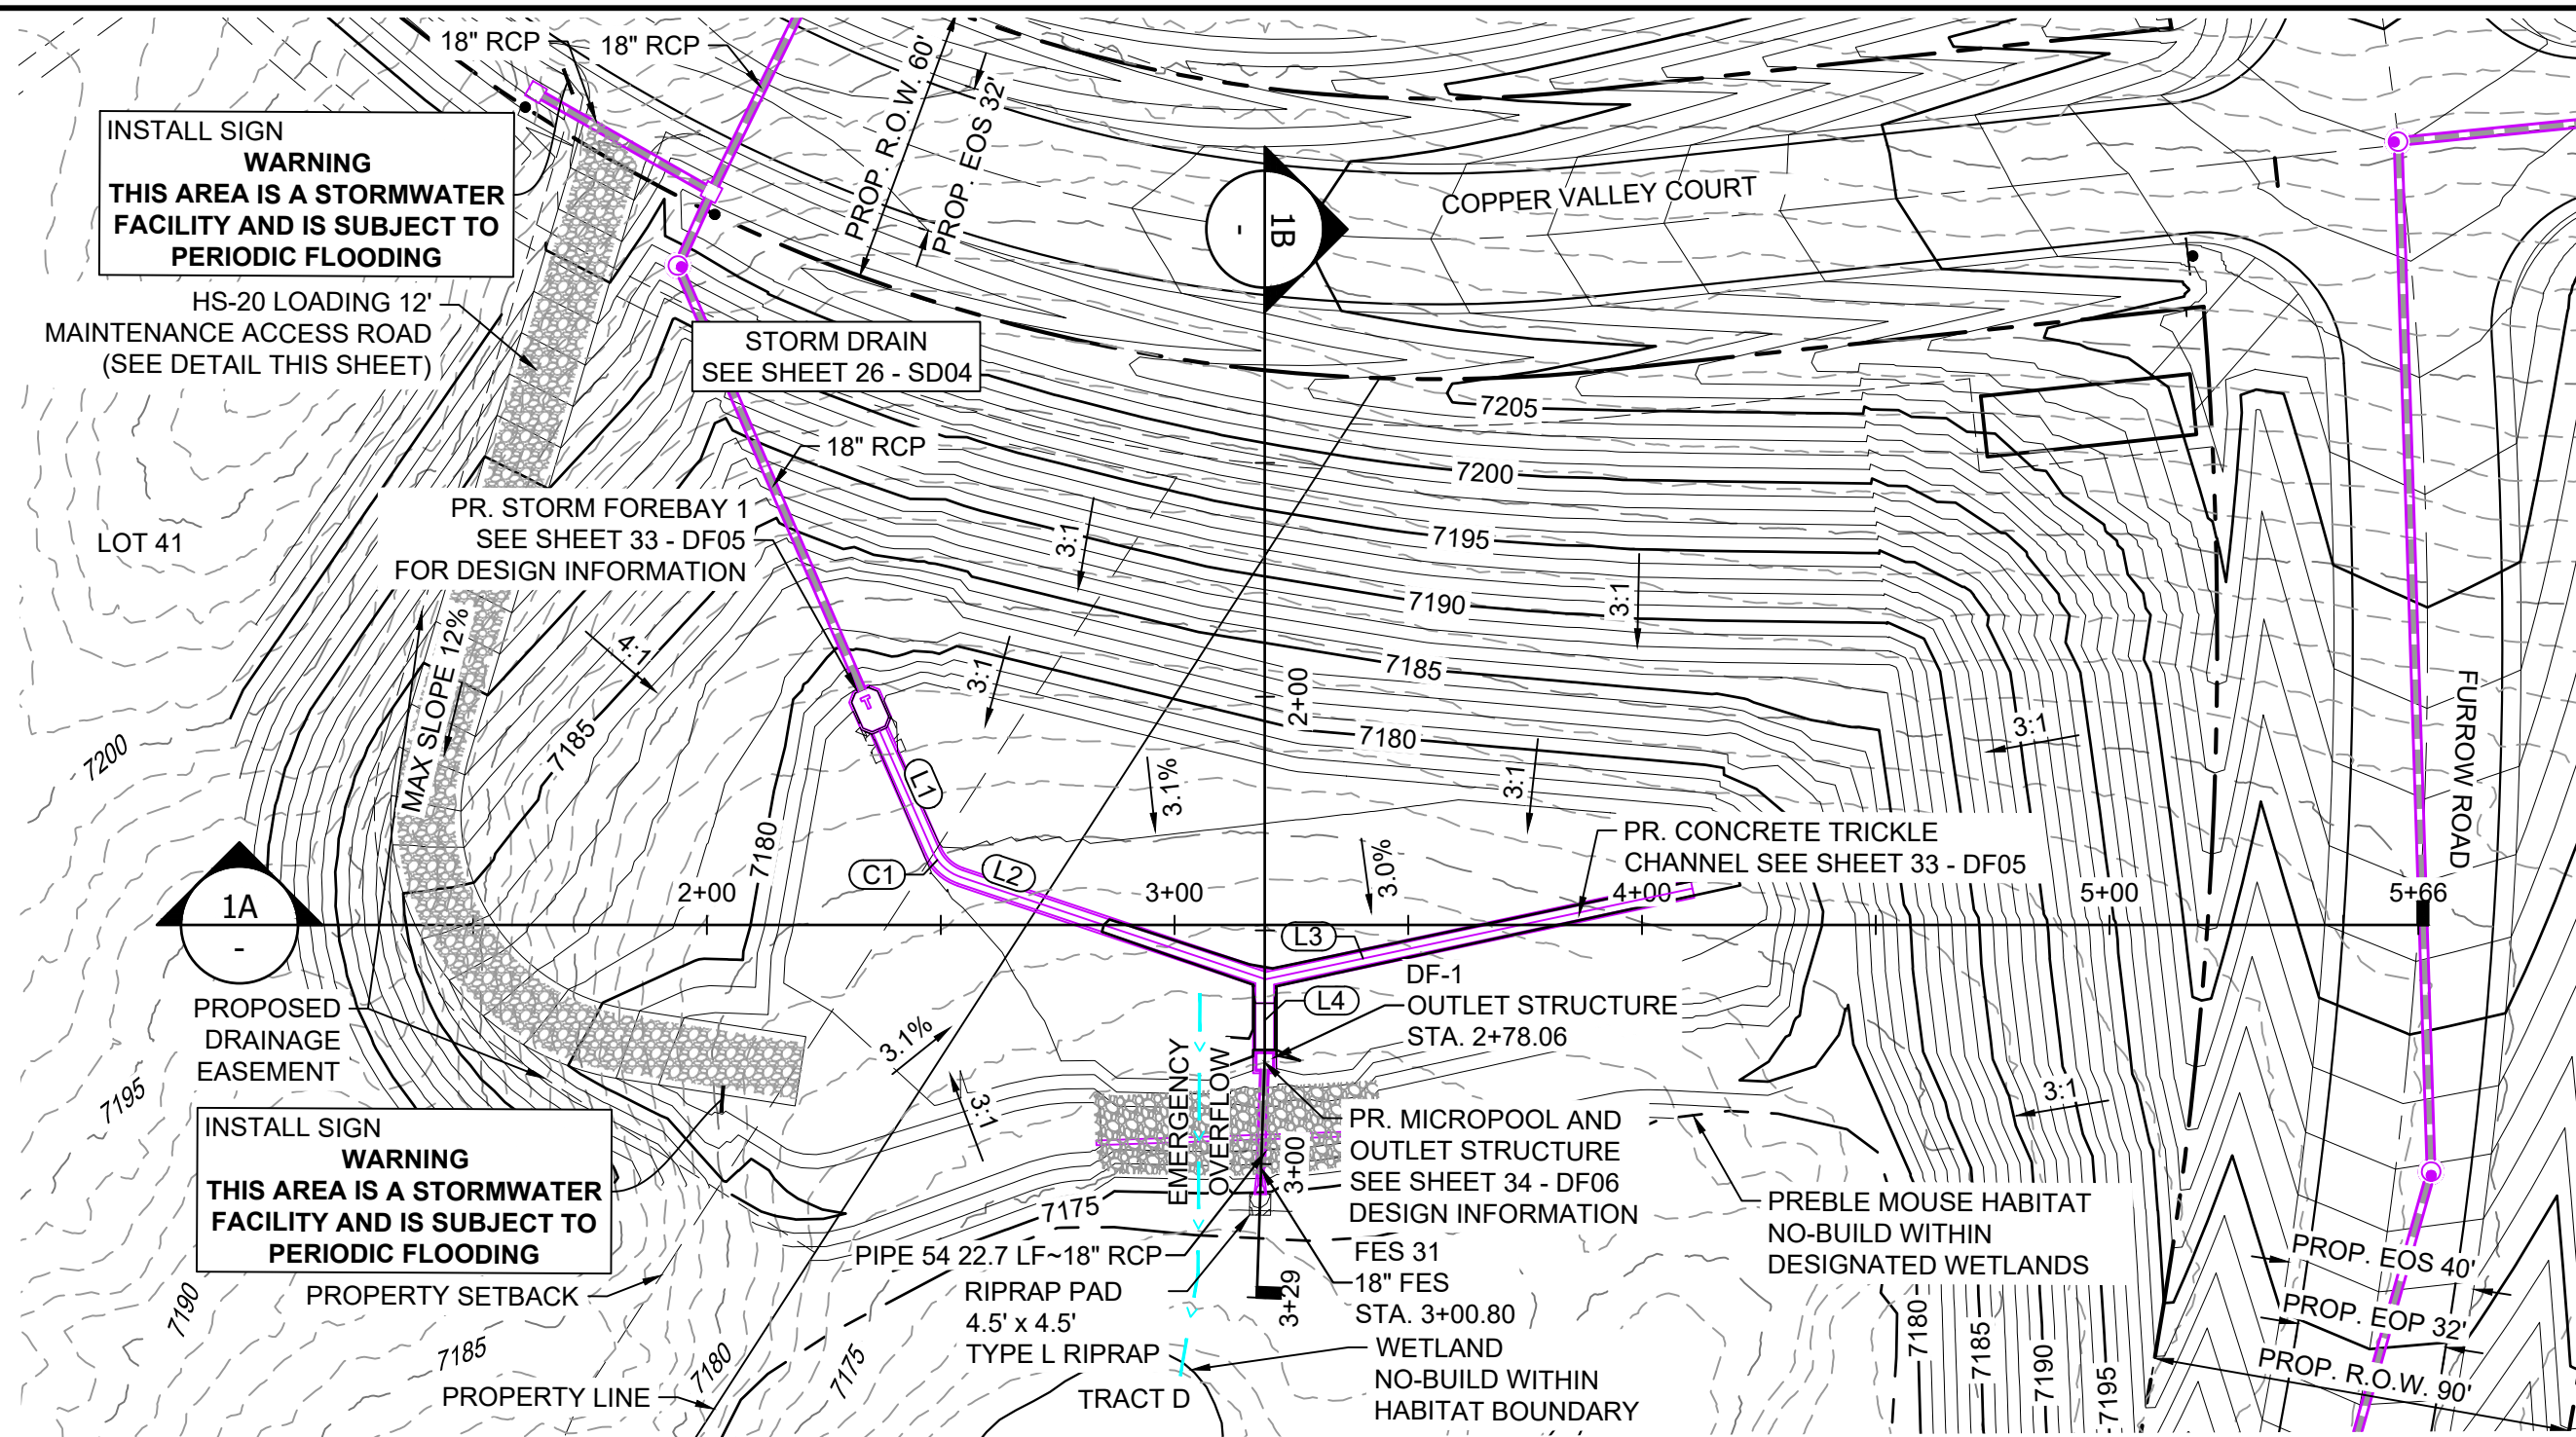 18" RCP
18" RCP
PROP. R.O.W. 60'
PROP. EOS 32'
INSTALL SIGN
WARNING
THIS AREA IS A STORMWATER
FACILITY AND IS SUBJECT TO
PERIODIC FLOODING
1B
-
COPPER VALLEY COURT
HS-20 LOADING 12'
MAINTENANCE ACCESS ROAD
(SEE DETAIL THIS SHEET)
STORM DRAIN
SEE SHEET 26 - SD04
7205
18" RCP
7200
PR. STORM FOREBAY 1
SEE SHEET 33 - DF05
FOR DESIGN INFORMATION
LOT 41
3:1
7195
7190
3:1
MAX SLOPE 12%
4:1
3:1
7185
2+00
FURROW ROAD
7200
7185
7180
3:1
L1
3.1%
3:1
7180
PR. CONCRETE TRICKLE
CHANNEL SEE SHEET 33 - DF05
C1
L2
3.0%
1A
-
2+00
3+00
4+00
5+00
5+66
L3
DF-1
OUTLET STRUCTURE
STA. 2+78.06
L4
PROPOSED
DRAINAGE
EASEMENT
3.1%
3:1
EMERGENCY
OVERFLOW
3:1
7195
INSTALL SIGN
WARNING
THIS AREA IS A STORMWATER
FACILITY AND IS SUBJECT TO
PERIODIC FLOODING
PR. MICROPOOL AND
OUTLET STRUCTURE
SEE SHEET 34 - DF06
DESIGN INFORMATION
3+00
7175
PREBLE MOUSE HABITAT
NO-BUILD WITHIN
DESIGNATED WETLANDS
PIPE 54 22.7 LF~18" RCP
FES 31
18" FES
STA. 3+00.80
RIPRAP PAD
4.5' x 4.5'
TYPE L RIPRAP
3+29
PROPERTY SETBACK
7190
7185
7180
7175
PROPERTY LINE
TRACT D
WETLAND
NO-BUILD WITHIN
HABITAT BOUNDARY
7180
7185
7190
7195
PROP. EOS 40'
PROP. EOP 32'
PROP. R.O.W. 90'